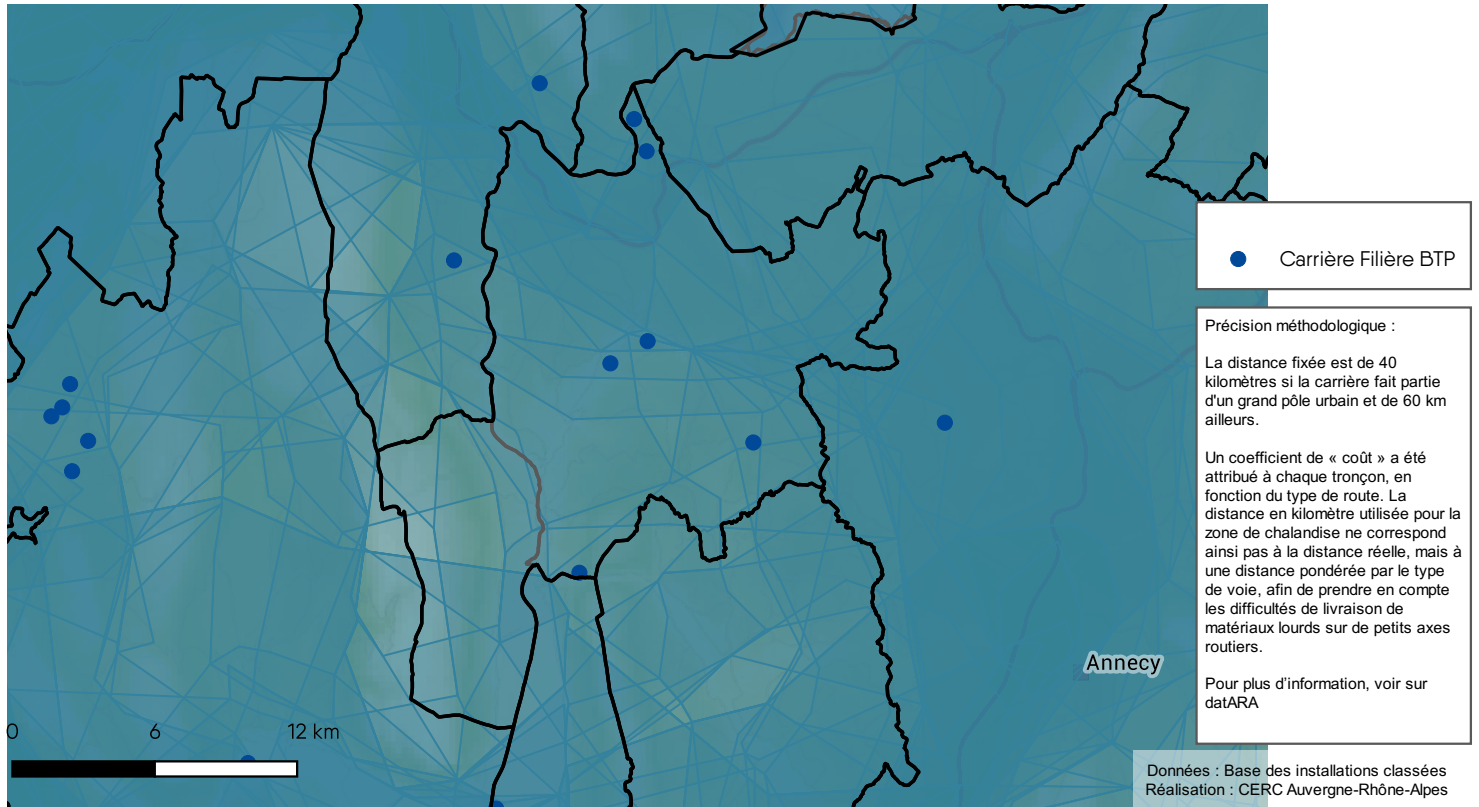 Carrière Filière BTP
Précision méthodologique :
La distance fixée est de 40
kilomètres si la carrière fait partie
d'un grand pôle urbain et de 60 km
ailleurs.
Un coefficient de « coût » a été
attribué à chaque tronçon, en
fonction du type de route. La
distance en kilomètre utilisée pour la
zone de chalandise ne correspond
ainsi pas à la distance réelle, mais à
une distance pondérée par le type
de voie, afin de prendre en compte
les difficultés de livraison de
matériaux lourds sur de petits axes
routiers.
Pour plus d'information, voir sur
datARA
Annecy
0 6 12 km
Données : Base des installations classées
Réalisation : CERC Auvergne-Rhône-Alpes